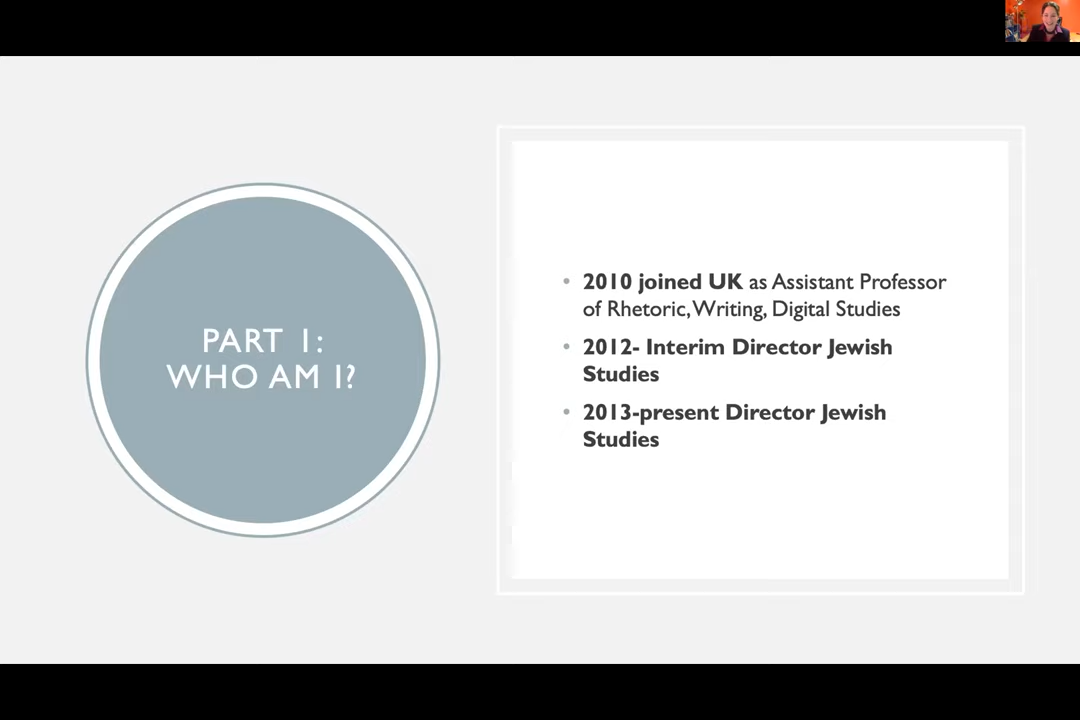 PART 1:
WHO AM I?
• 2010 joined UK as Assistant Professor
of Rhetoric, Writing, Digital Studies
• 2012- Interim Director Jewish
Studies
• 2013-present Director Jewish
Studies